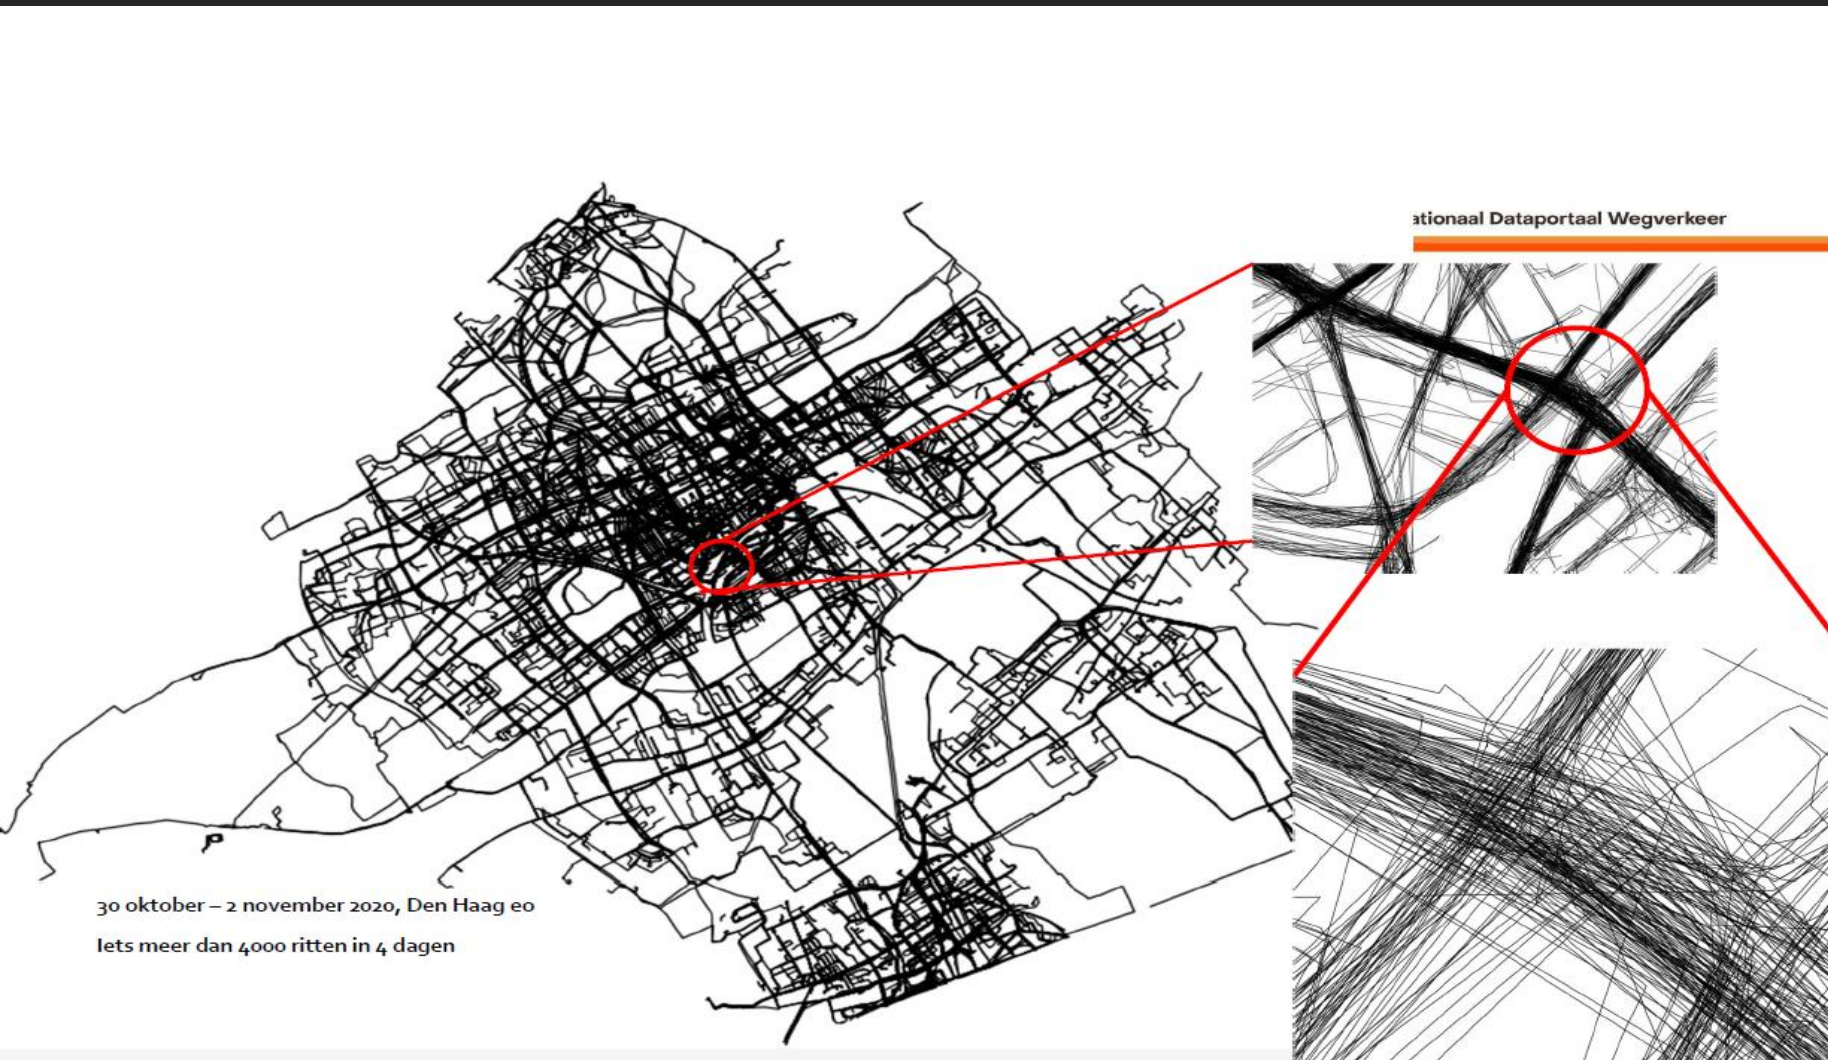 ationaal Dataportaal Wegverkeer
30 oktober – 2 november 2020, Den Haag eo
Iets meer dan 4000 ritten in 4 dagen